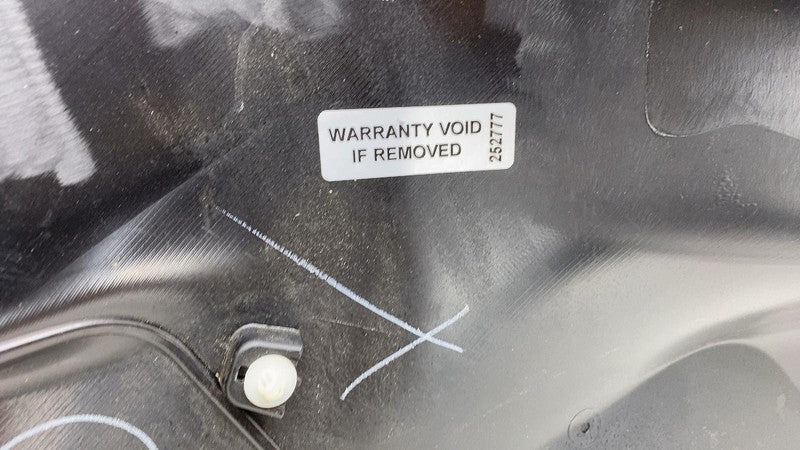 WARRANTY VOID
IF REMOVED
252777